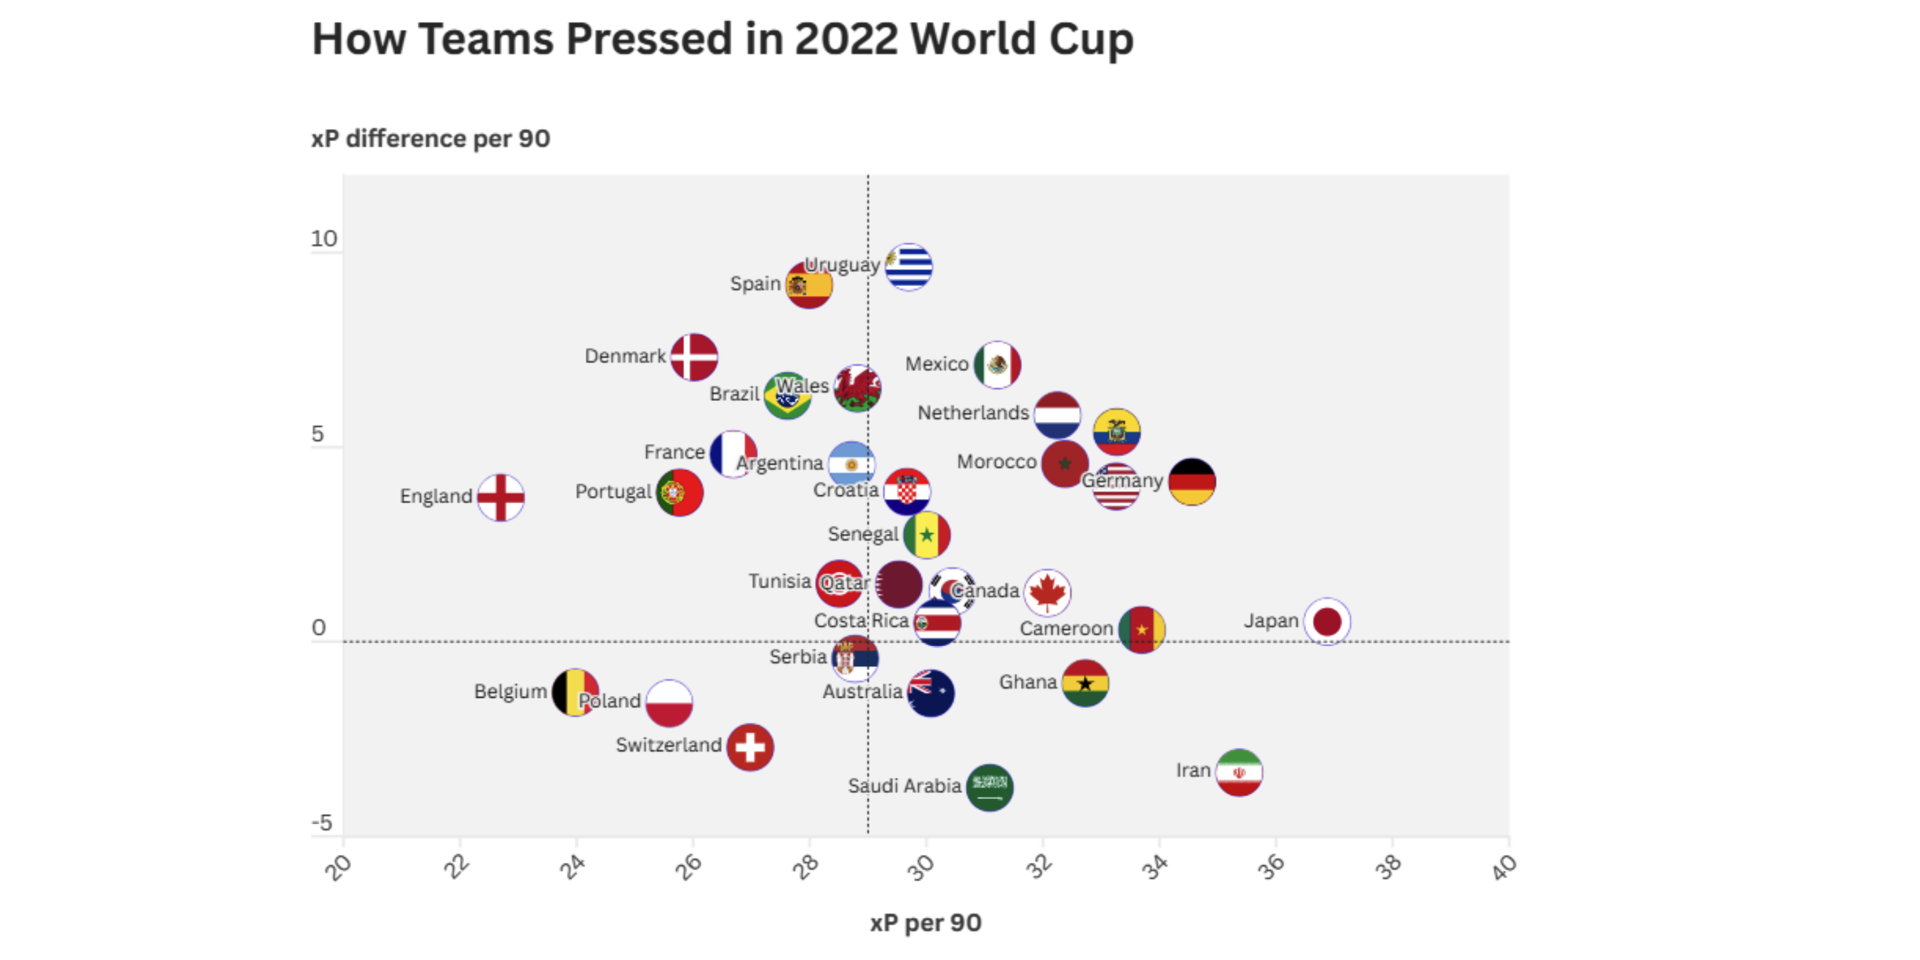 How Teams Pressed in 2022 World Cup
xP difference per 90
10
Uruguay
Spain
Denmark
Mexico
Brazil Wales
Netherlands
5
France
Argentina
Morocco
Germany
Croatia
Portugal
England
Senegal
Tunisia Qatar
Canada
Costa Rica
Japan
0
Cameroon
Serbia
Ghana
Belgium
Australia
Poland
Switzerland
Iran
Saudi Arabia
-5
20 22 24 26 28 30 32 34 36 38 40
xP per 90